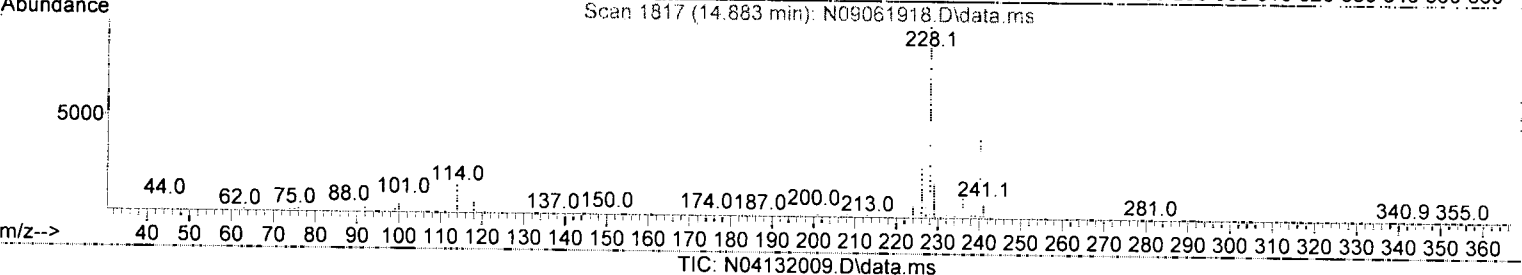 Abundance
Scan 1817 (14.883 min): N09061918.D\data.ms
228.1
5000
44.0 62.0 75.0 88.0 101.0 114.0 137.0 150.0 174.0 187.0 200.0 213.0 241.1 281.0 340.9 355.0
m/z--> 40 50 60 70 80 90 100 110 120 130 140 150 160 170 180 190 200 210 220 230 240 250 260 270 280 290 300 310 320 330 340 350 360
TIC: N04132009.D\data.ms